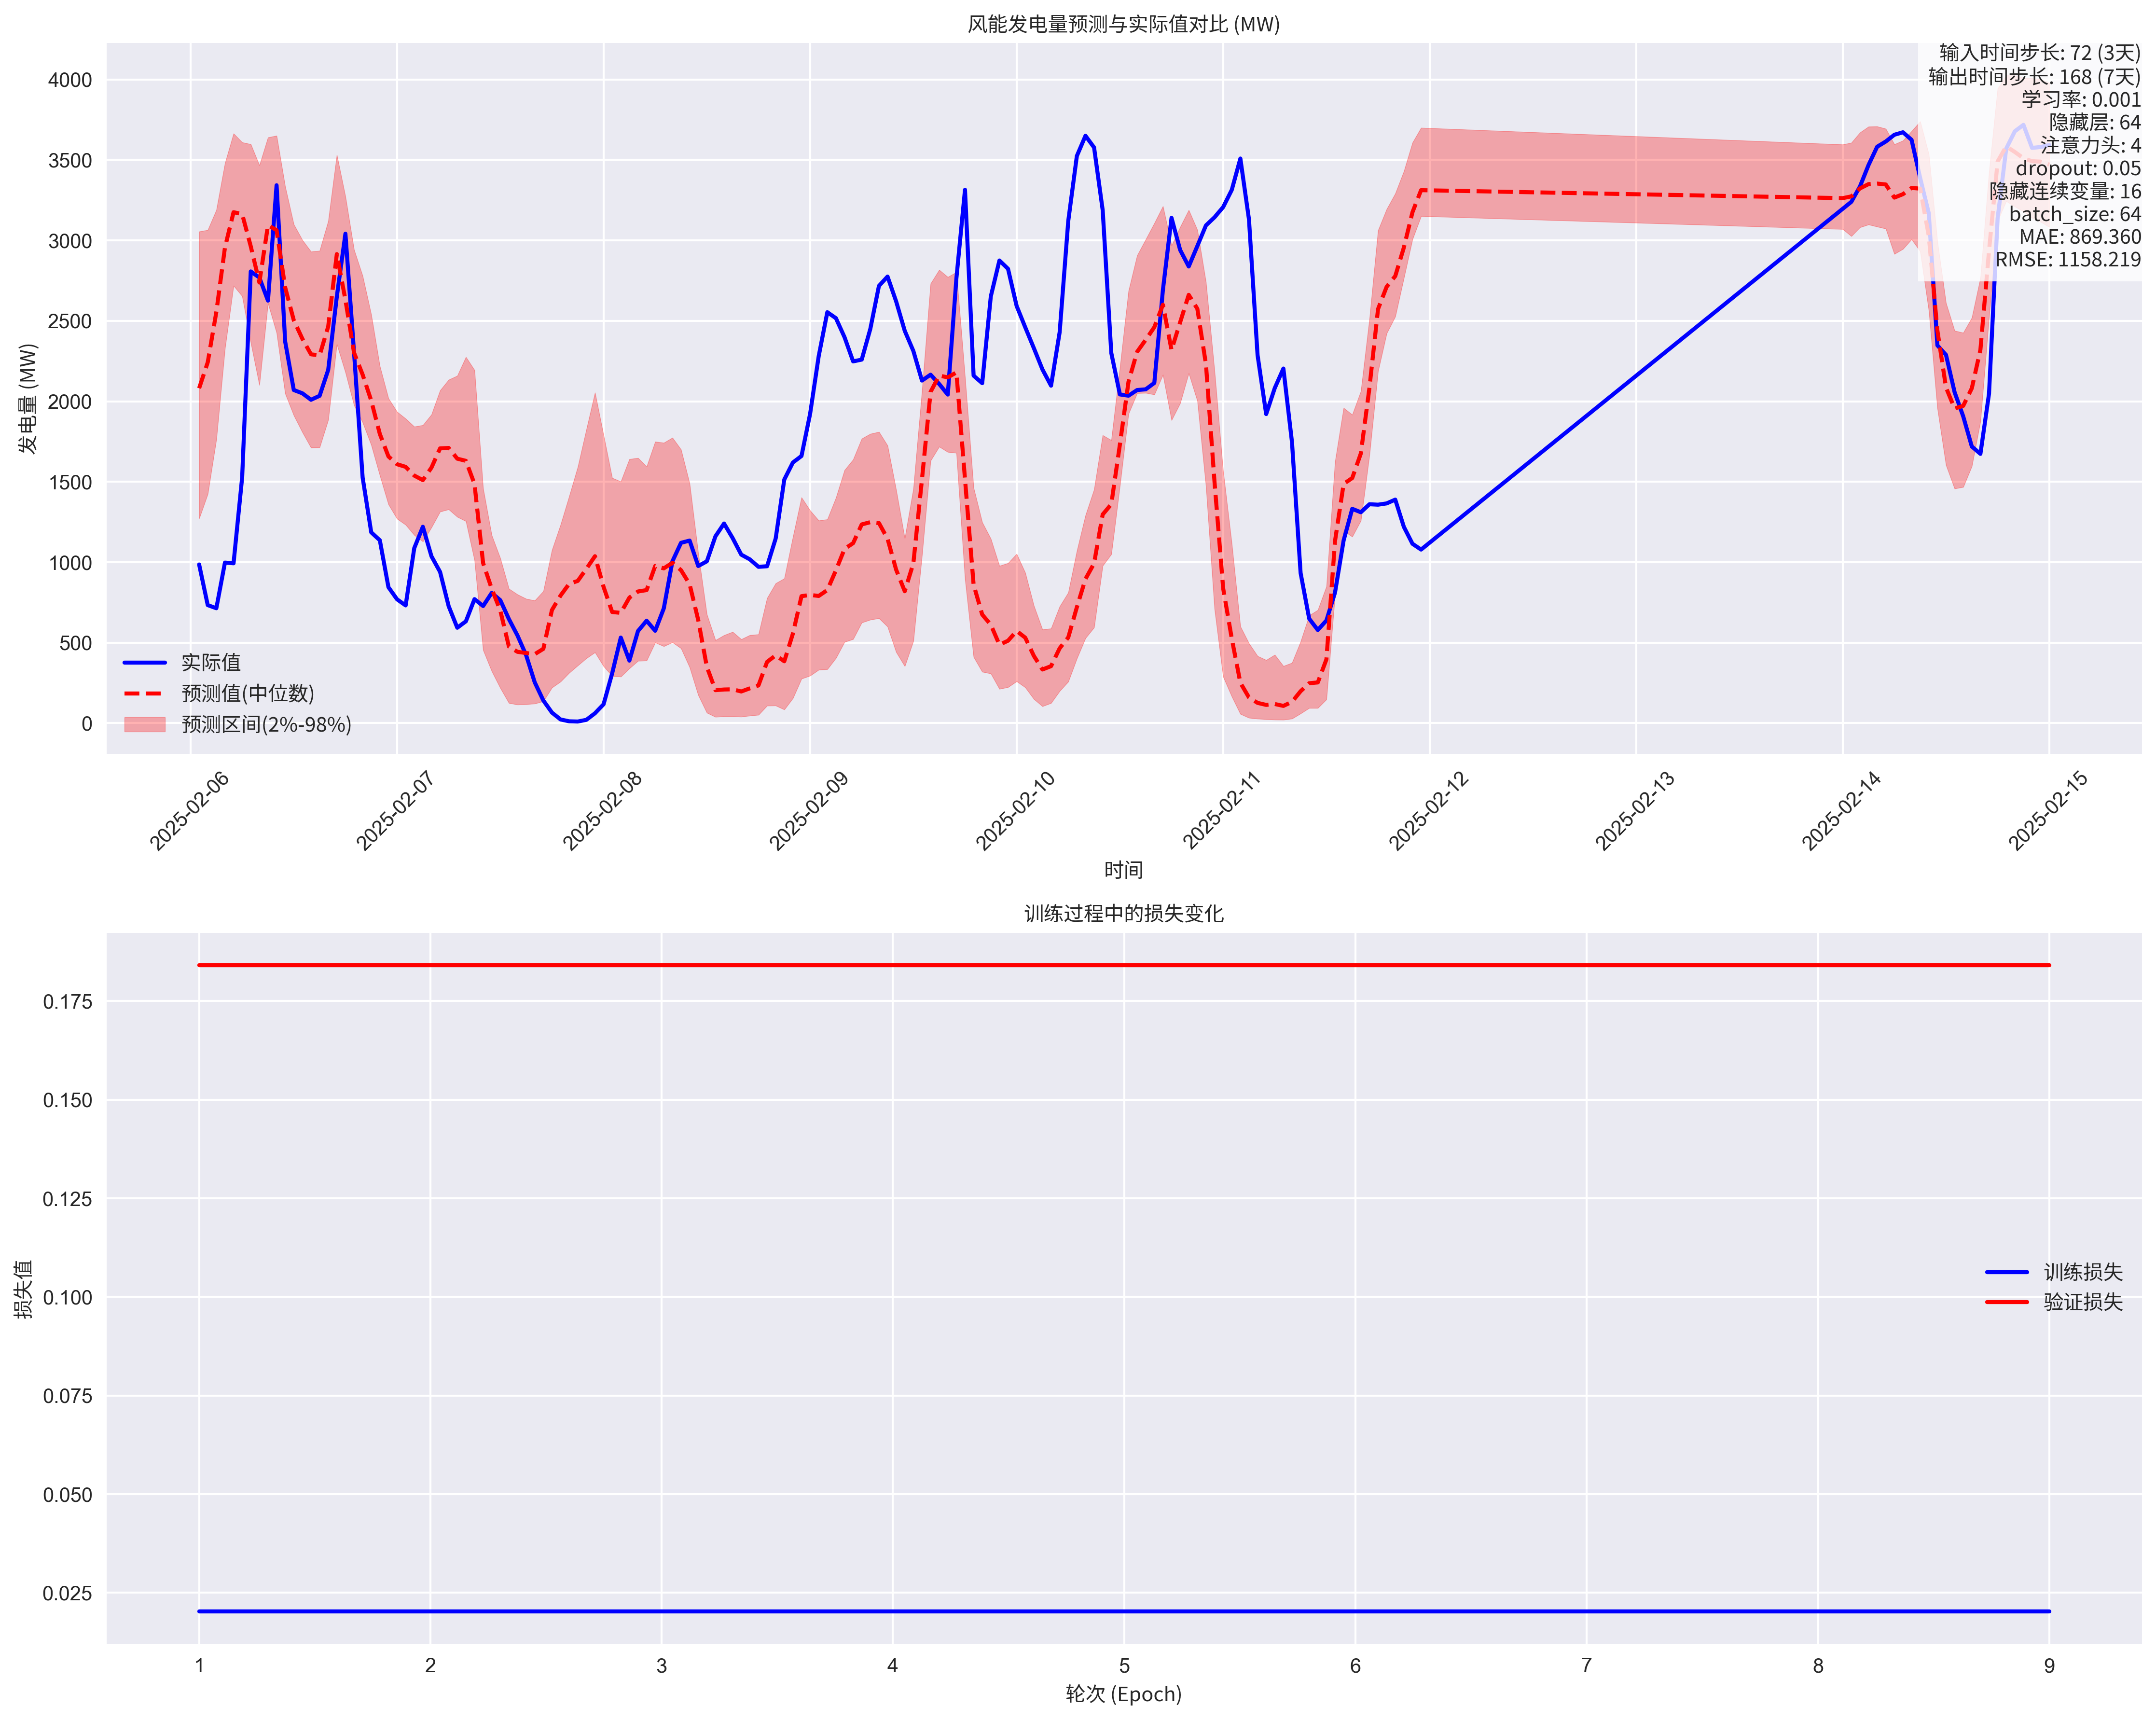 风能发电量预测与实际值对比 (MW)
输入时间步长: 72 (3天)
输出时间步长: 168 (7天)
学习率: 0.001
隐藏层: 64
注意力头: 4
dropout: 0.05
隐藏连续变量: 16
batch_size: 64
MAE: 869.360
RMSE: 1158.219
发电量 (MW)
4000
3500
3000
2500
2000
1500
1000
500
0
实际值
预测值(中位数)
预测区间(2%-98%)
2025-02-06
2025-02-07
2025-02-08
2025-02-09
2025-02-10
2025-02-11
2025-02-12
2025-02-13
2025-02-14
2025-02-15
时间
训练过程中的损失变化
损失值
0.175
0.150
0.125
0.100
0.075
0.050
0.025
训练损失
验证损失
1
2
3
4
5
6
7
8
9
轮次 (Epoch)